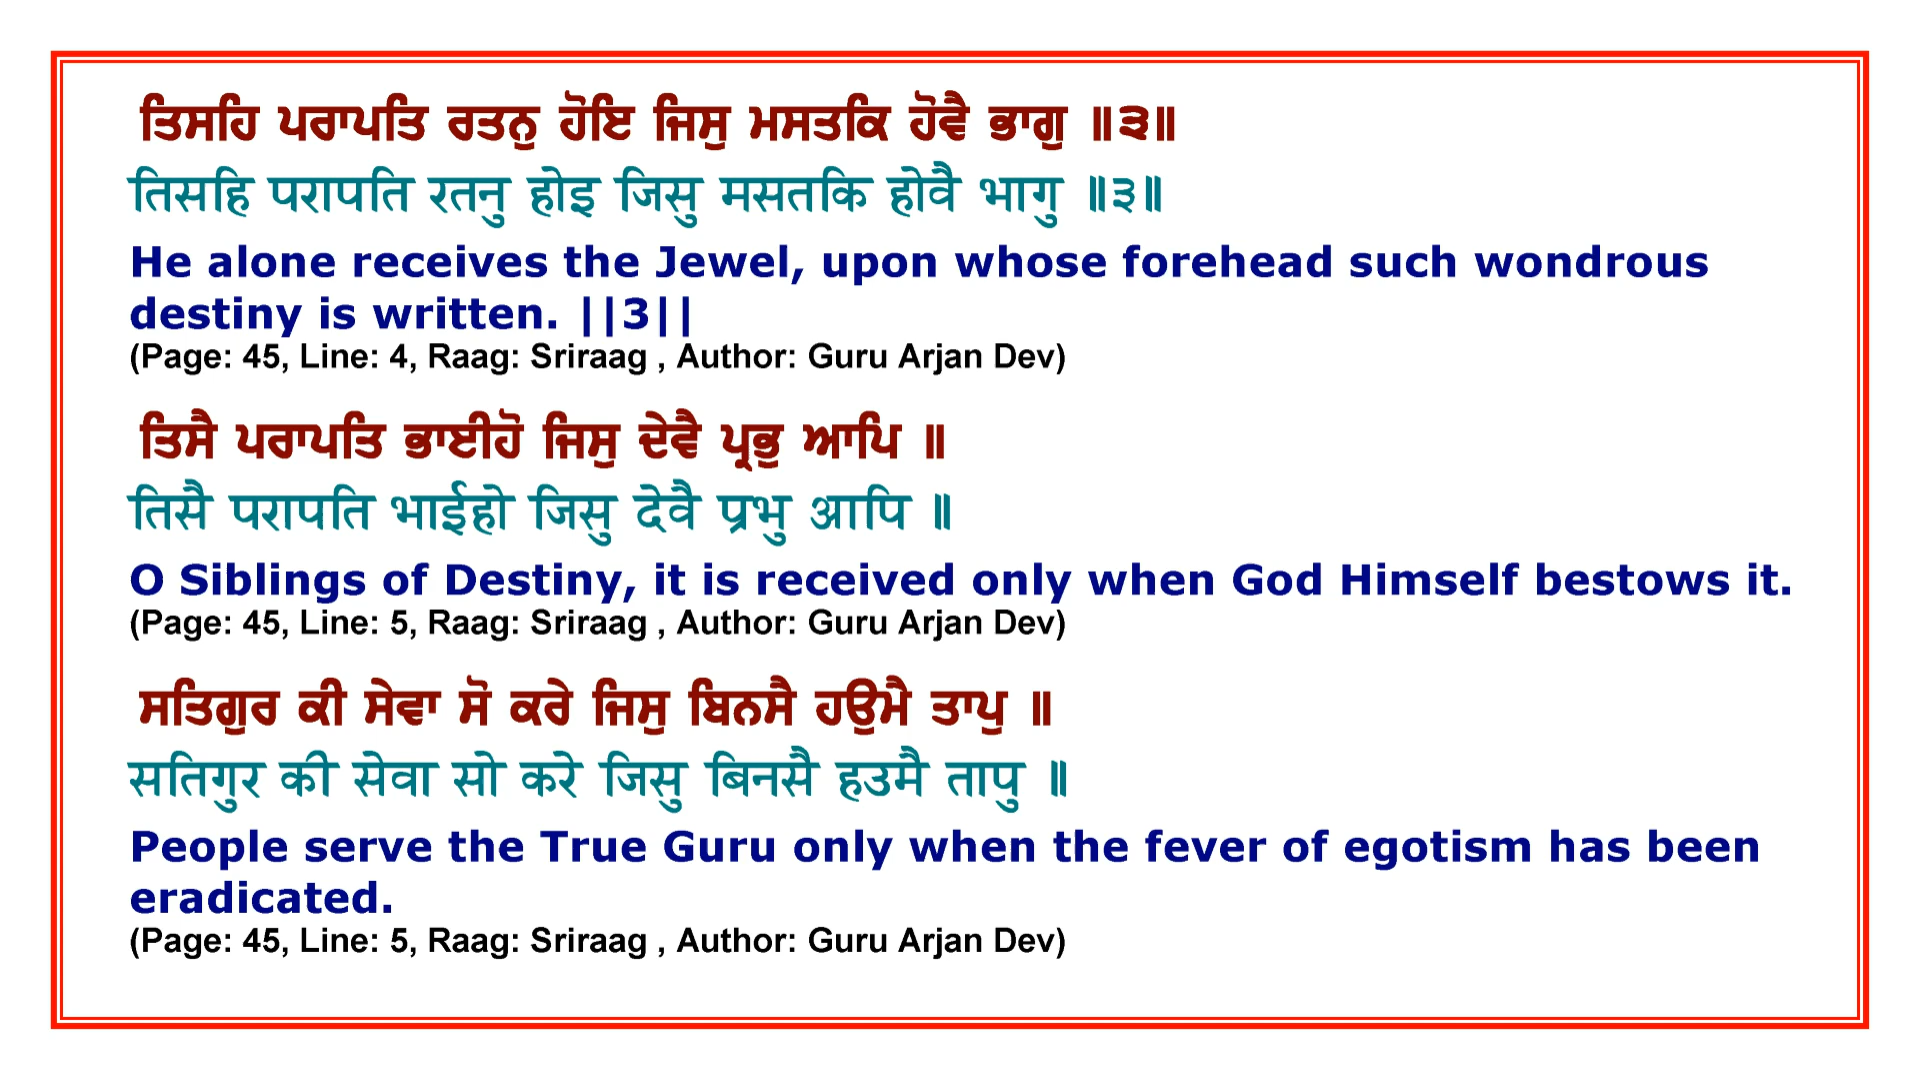 ਤਿਸਹਿ ਪਰਾਪਤਿ ਰਤਨੁ ਹੋਇ ਜਿਸੁ ਮਸਤਕਿ ਹੋਵੈ ਭਾਗੁ ॥੩॥
तिसहि परापति रतनु होइ जिसु मसतकि होवै भागु ॥३॥
He alone receives the Jewel, upon whose forehead such wondrous
destiny is written. ||3||
(Page: 45, Line: 4, Raag: Sriraag , Author: Guru Arjan Dev)
ਤਿਸੈ ਪਰਾਪਤਿ ਭਾਈਹੋ ਜਿਸੁ ਦੇਵੈ ਪ੍ਰਭੁ ਆਪਿ ॥
तिसै परापति भाईहो जिसु देवै प्रभु आपि ॥
O Siblings of Destiny, it is received only when God Himself bestows it.
(Page: 45, Line: 5, Raag: Sriraag , Author: Guru Arjan Dev)
ਸਤਿਗੁਰ ਕੀ ਸੇਵਾ ਸੋ ਕਰੇ ਜਿਸੁ ਬਿਨਸੈ ਹਉਮੈ ਤਾਪੁ ॥
सतिगुर की सेवा सो करे जिसु बिनसै हउमै तापु ॥
People serve the True Guru only when the fever of egotism has been
eradicated.
(Page: 45, Line: 5, Raag: Sriraag , Author: Guru Arjan Dev)